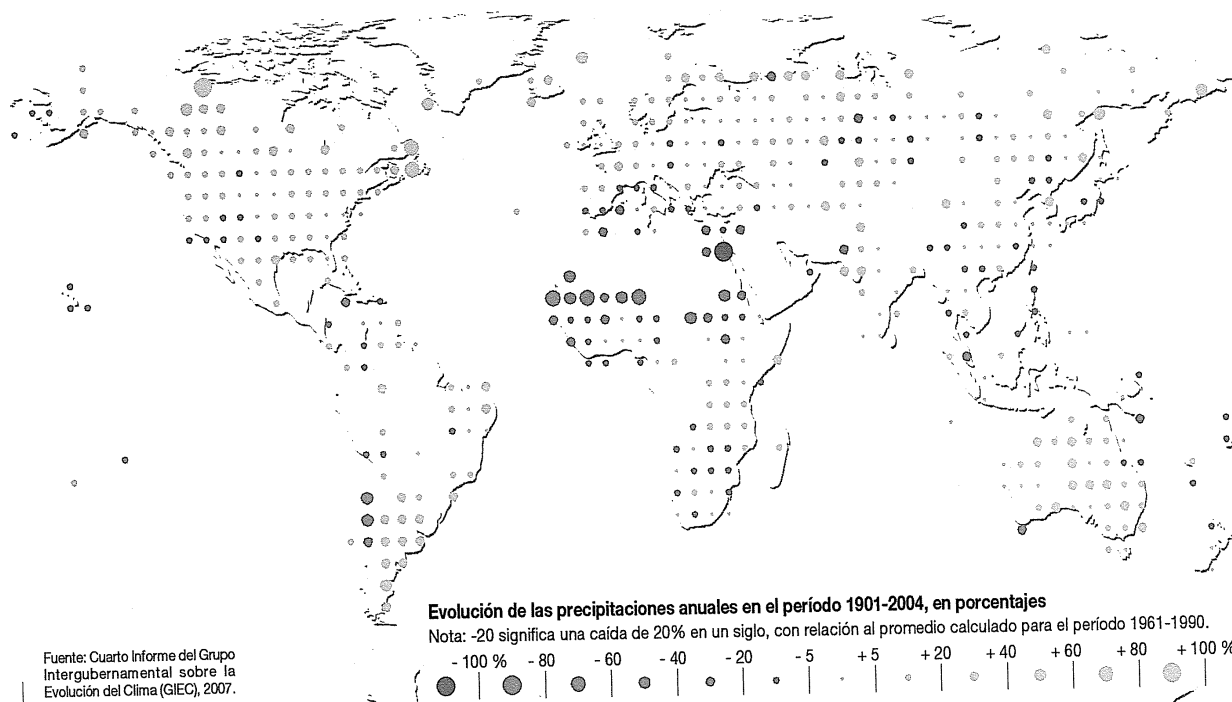 Evolución de las precipitaciones anuales en el período 1901-2004, en porcentajes
Nota: -20 significa una caída de 20% en un siglo, con relación al promedio calculado para el período 1961-1990.
- 100 % - 80 - 60 - 40 - 20 - 5 + 5 + 20 + 40 + 60 + 80 + 100 %
Fuente: Cuarto Informe del Grupo
Intergubernamental sobre la
Evolución del Clima (GIEC), 2007.